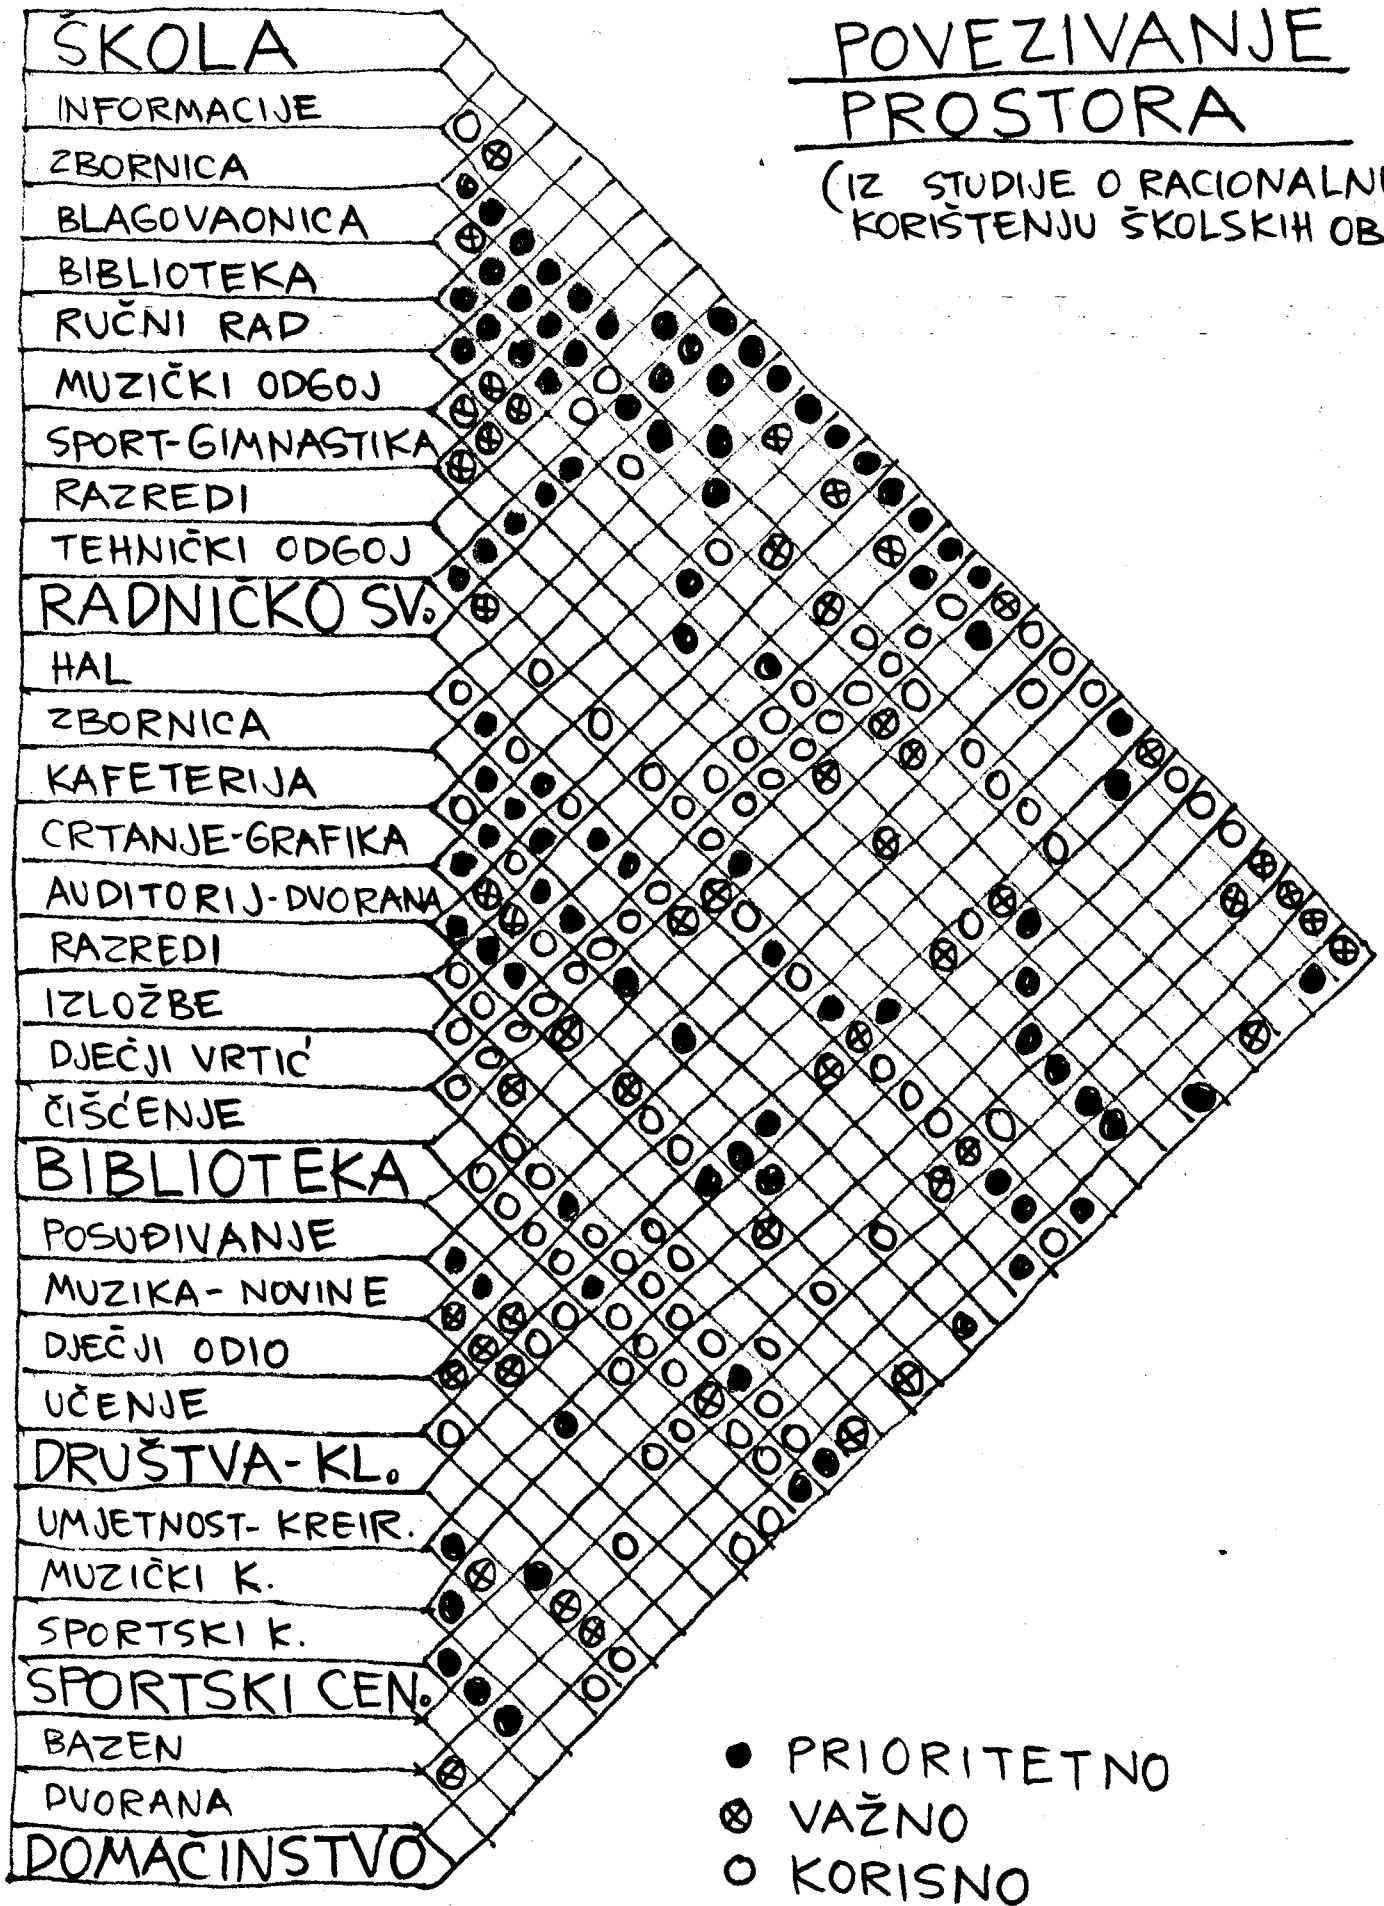 POVEZIVANJE
PROSTORA
(IZ STUDIJE O RACIONALNI
KORIŠTENJU ŠKOLSKIH OB
ŠKOLA
INFORMACIJE
ZBORNICA
BLAGOVAONICA
BIBLIOTEKA
RUČNI RAD
MUZIČKI ODGOJ
SPORT-GIMNASTIKA
RAZREDI
TEHNIČKI ODGOJ
RADNIČKO SV.
HAL
ZBORNICA
KAFETERIJA
CRTANJE-GRAFIKA
AUDITORIJ-DVORANA
RAZREDI
IZLOŽBE
DJEČJI VRTIĆ
ČIŠĆENJE
BIBLIOTEKA
POSUĐIVANJE
MUZIKA-NOVINE
DJEČJI ODIO
UČENJE
DRUŠTVA-KL.
UMJETNOST-KREIR.
MUZIČKI K.
SPORTSKI K.
SPORTSKI CEN.
BAZEN
DVORANA
DOMAĆINSTVO
PRIORITETNO
VAŽNO
KORISNO